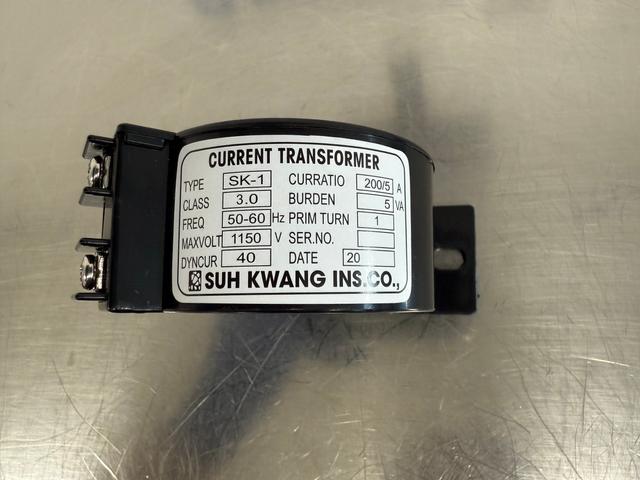 CURRENT TRANSFORMER
TYPE SK-1 CURRATIO 200/5 A
CLASS 3.0 BURDEN 5 VA
FREQ 50-60 Hz PRIM TURN 1
MAXVOLT 1150 V SER.NO.
DYNCUR 40 DATE 20
SUH KWANG INS.CO.,